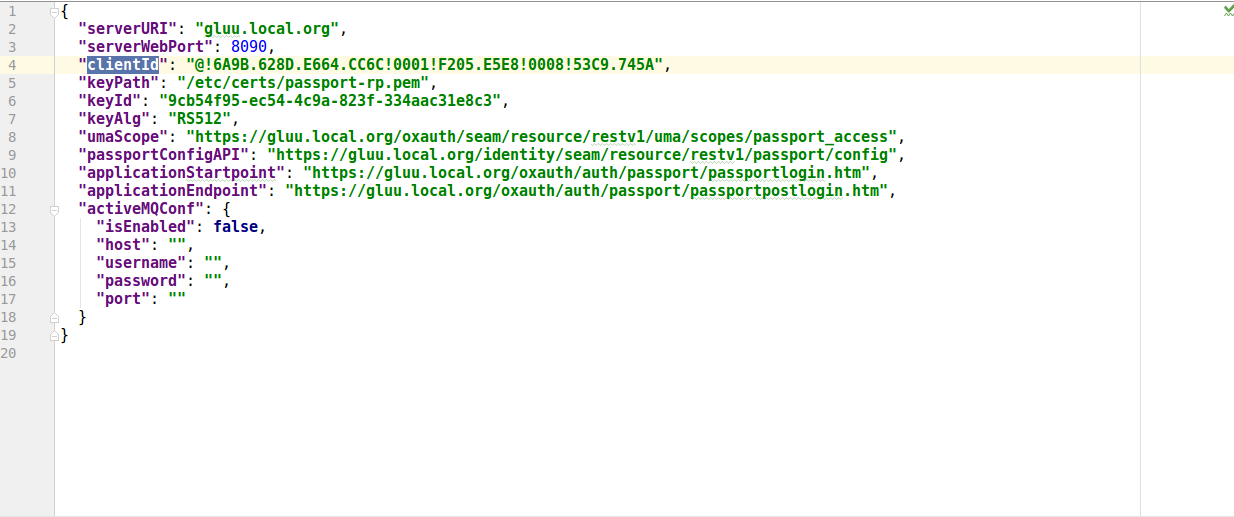 1 {
2 "serverURI": "gluu.local.org",
3 "serverWebPort": 8090,
4 "clientId": "@!6A9B.628D.E664.CC6C!0001!F205.E5E8!0008!53C9.745A",
5 "keyPath": "/etc/certs/passport-rp.pem",
6 "keyId": "9cb54f95-ec54-4c9a-823f-334aac31e8c3",
7 "keyAlg": "RS512",
8 "umaScope": "https://gluu.local.org/oxauth/seam/resource/restv1/uma/scopes/passport_access",
9 "passportConfigAPI": "https://gluu.local.org/identity/seam/resource/restv1/passport/config",
10 "applicationStartpoint": "https://gluu.local.org/oxauth/auth/passport/passportlogin.htm",
11 "applicationEndpoint": "https://gluu.local.org/oxauth/auth/passport/passportpostlogin.htm",
12 "activeMQConf": {
13 "isEnabled": false,
14 "host": "",
15 "username": "",
16 "password": "",
17 "port": ""
18 }
19 }
20